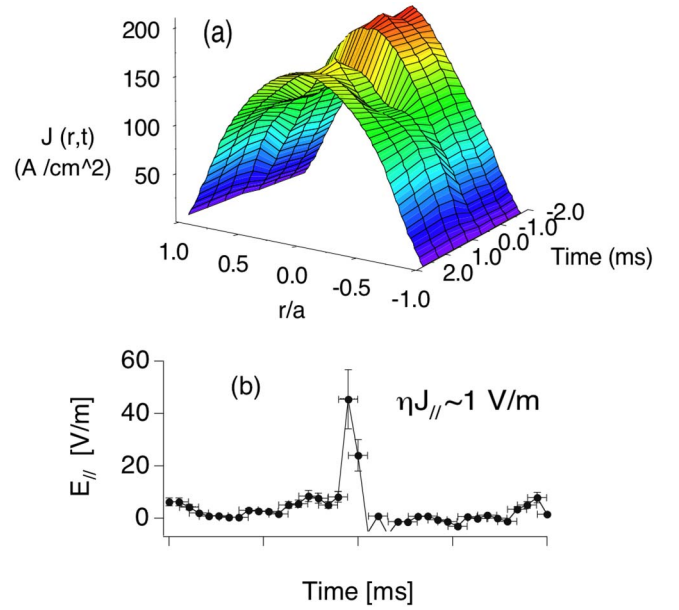 (a)
200
150
100
50
J (r,t)
(A /cm^2)
1.0
0.5
0.0
-0.5
-1.0
r/a
2.0
1.0
0.0
-1.0
-2.0
Time (ms)
60
40
20
0
E//  [V/m]
(b)
ηJ//~1 V/m
Time [ms]